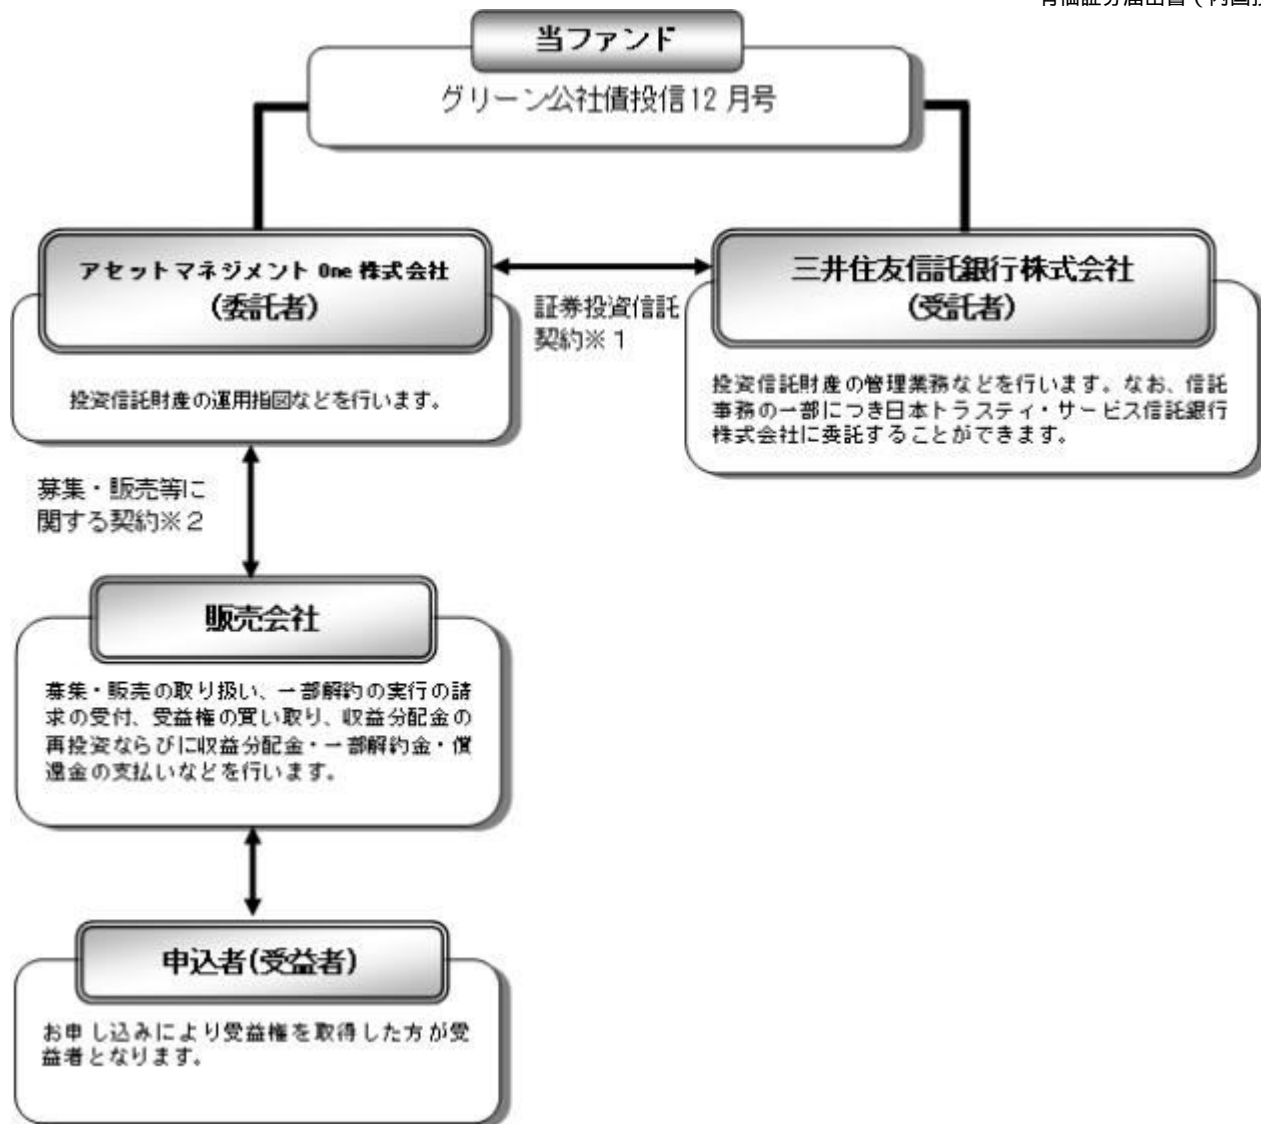 当ファンド
グリーン公社債投信12月号
アセットマネジメント One 株式会社
(委託者)
投資信託財産の運用指図などを行います。
証券投資信託
契約※1
三井住友信託銀行株式会社
(受託者)
投資信託財産の管理業務などを行います。なお、信託
事務の一部につき日本トラスティ・サービス信託銀行
株式会社に委託することができます。
募集・販売等に
関する契約※2
販売会社
募集・販売の取り扱い、一部解約の実行の請
求の受付、受益権の買い取り、収益分配金の
再投資ならびに収益分配金・一部解約金・償
還金の支払いなどを行います。
申込者(受益者)
お申し込みにより受益権を取得した方が受
益者となります。